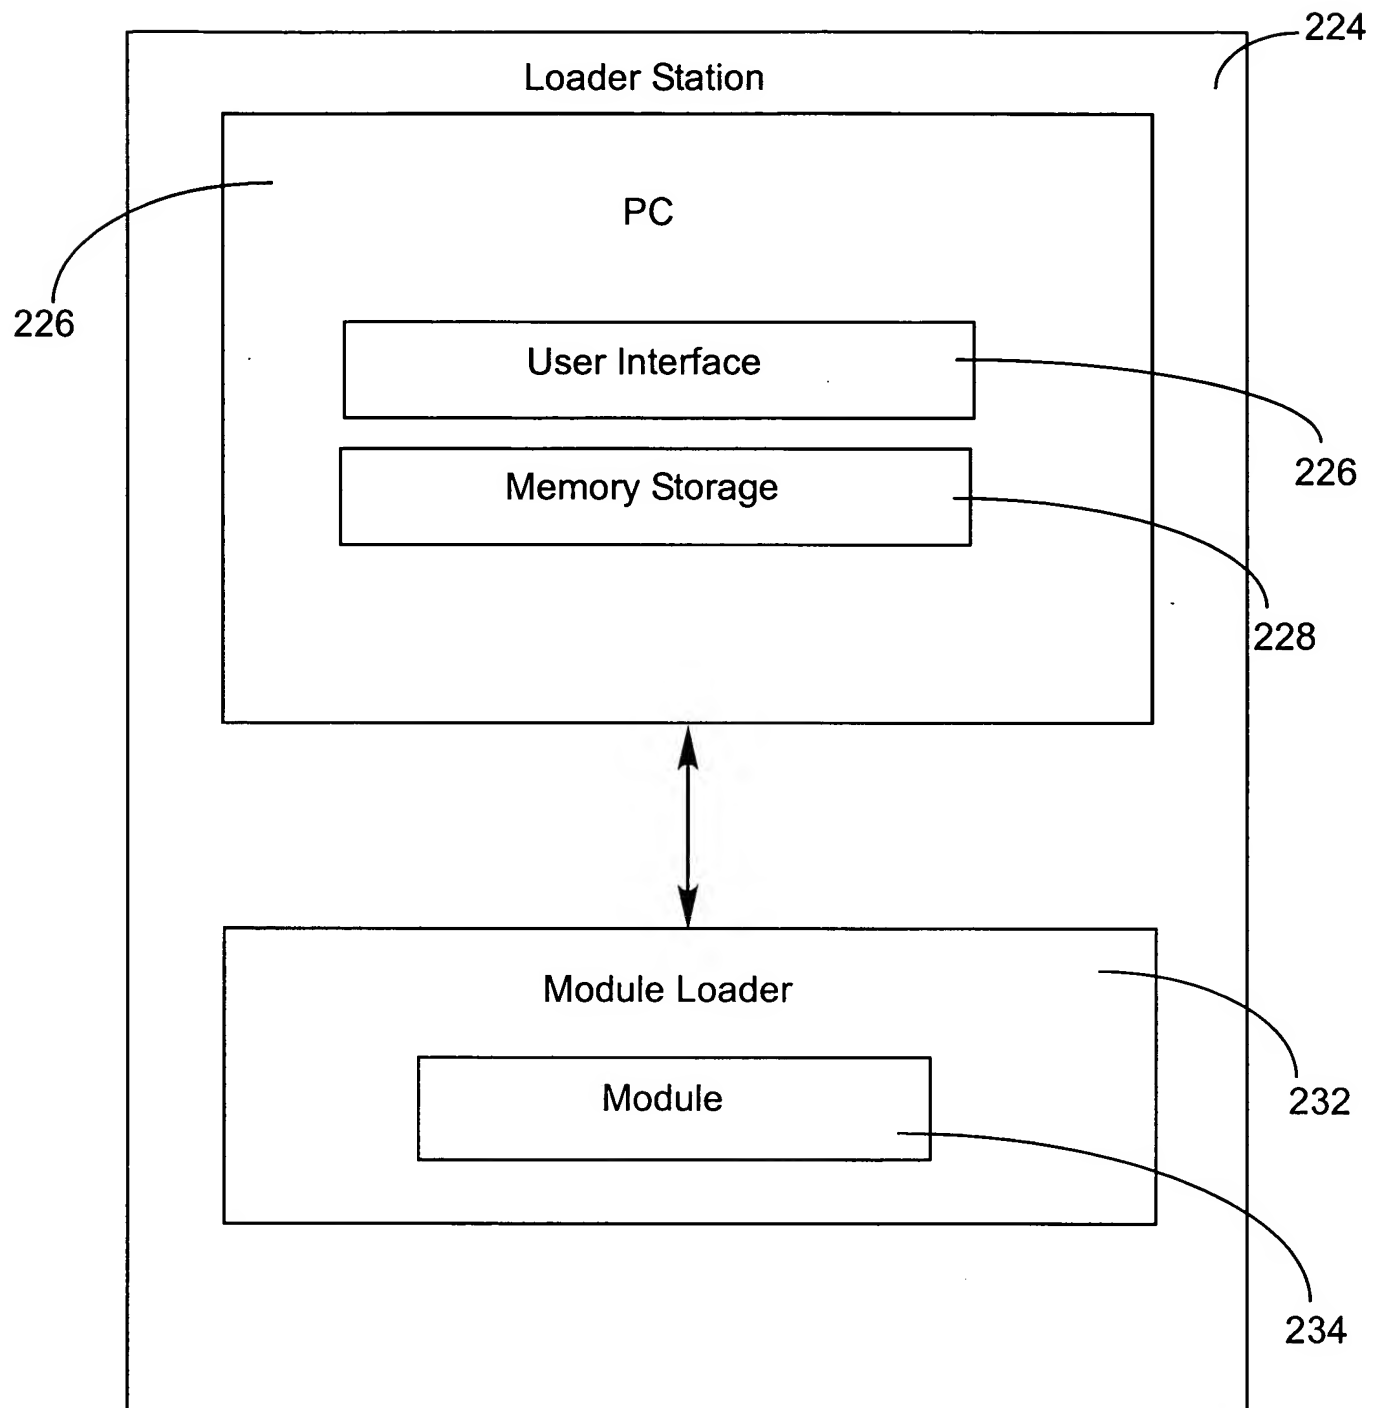 224
Loader Station
PC
226
User Interface
226
Memory Storage
228
Module Loader
232
Module
234